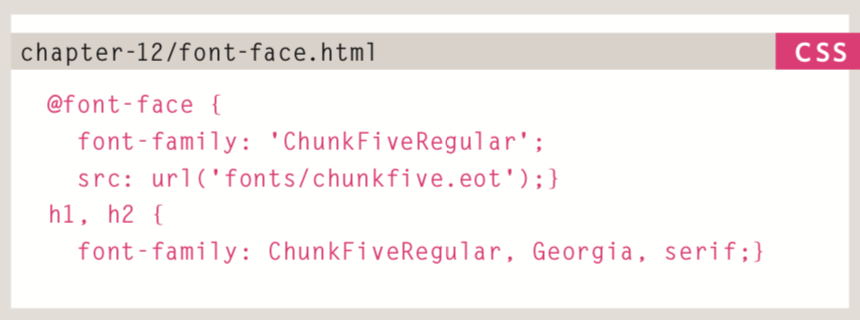 chapter-12/font-face.html
CSS
@font-face {
font-family: 'ChunkFiveRegular';
src: url('fonts/chunkfive.eot');}
h1, h2 {
font-family: ChunkFiveRegular, Georgia, serif;}